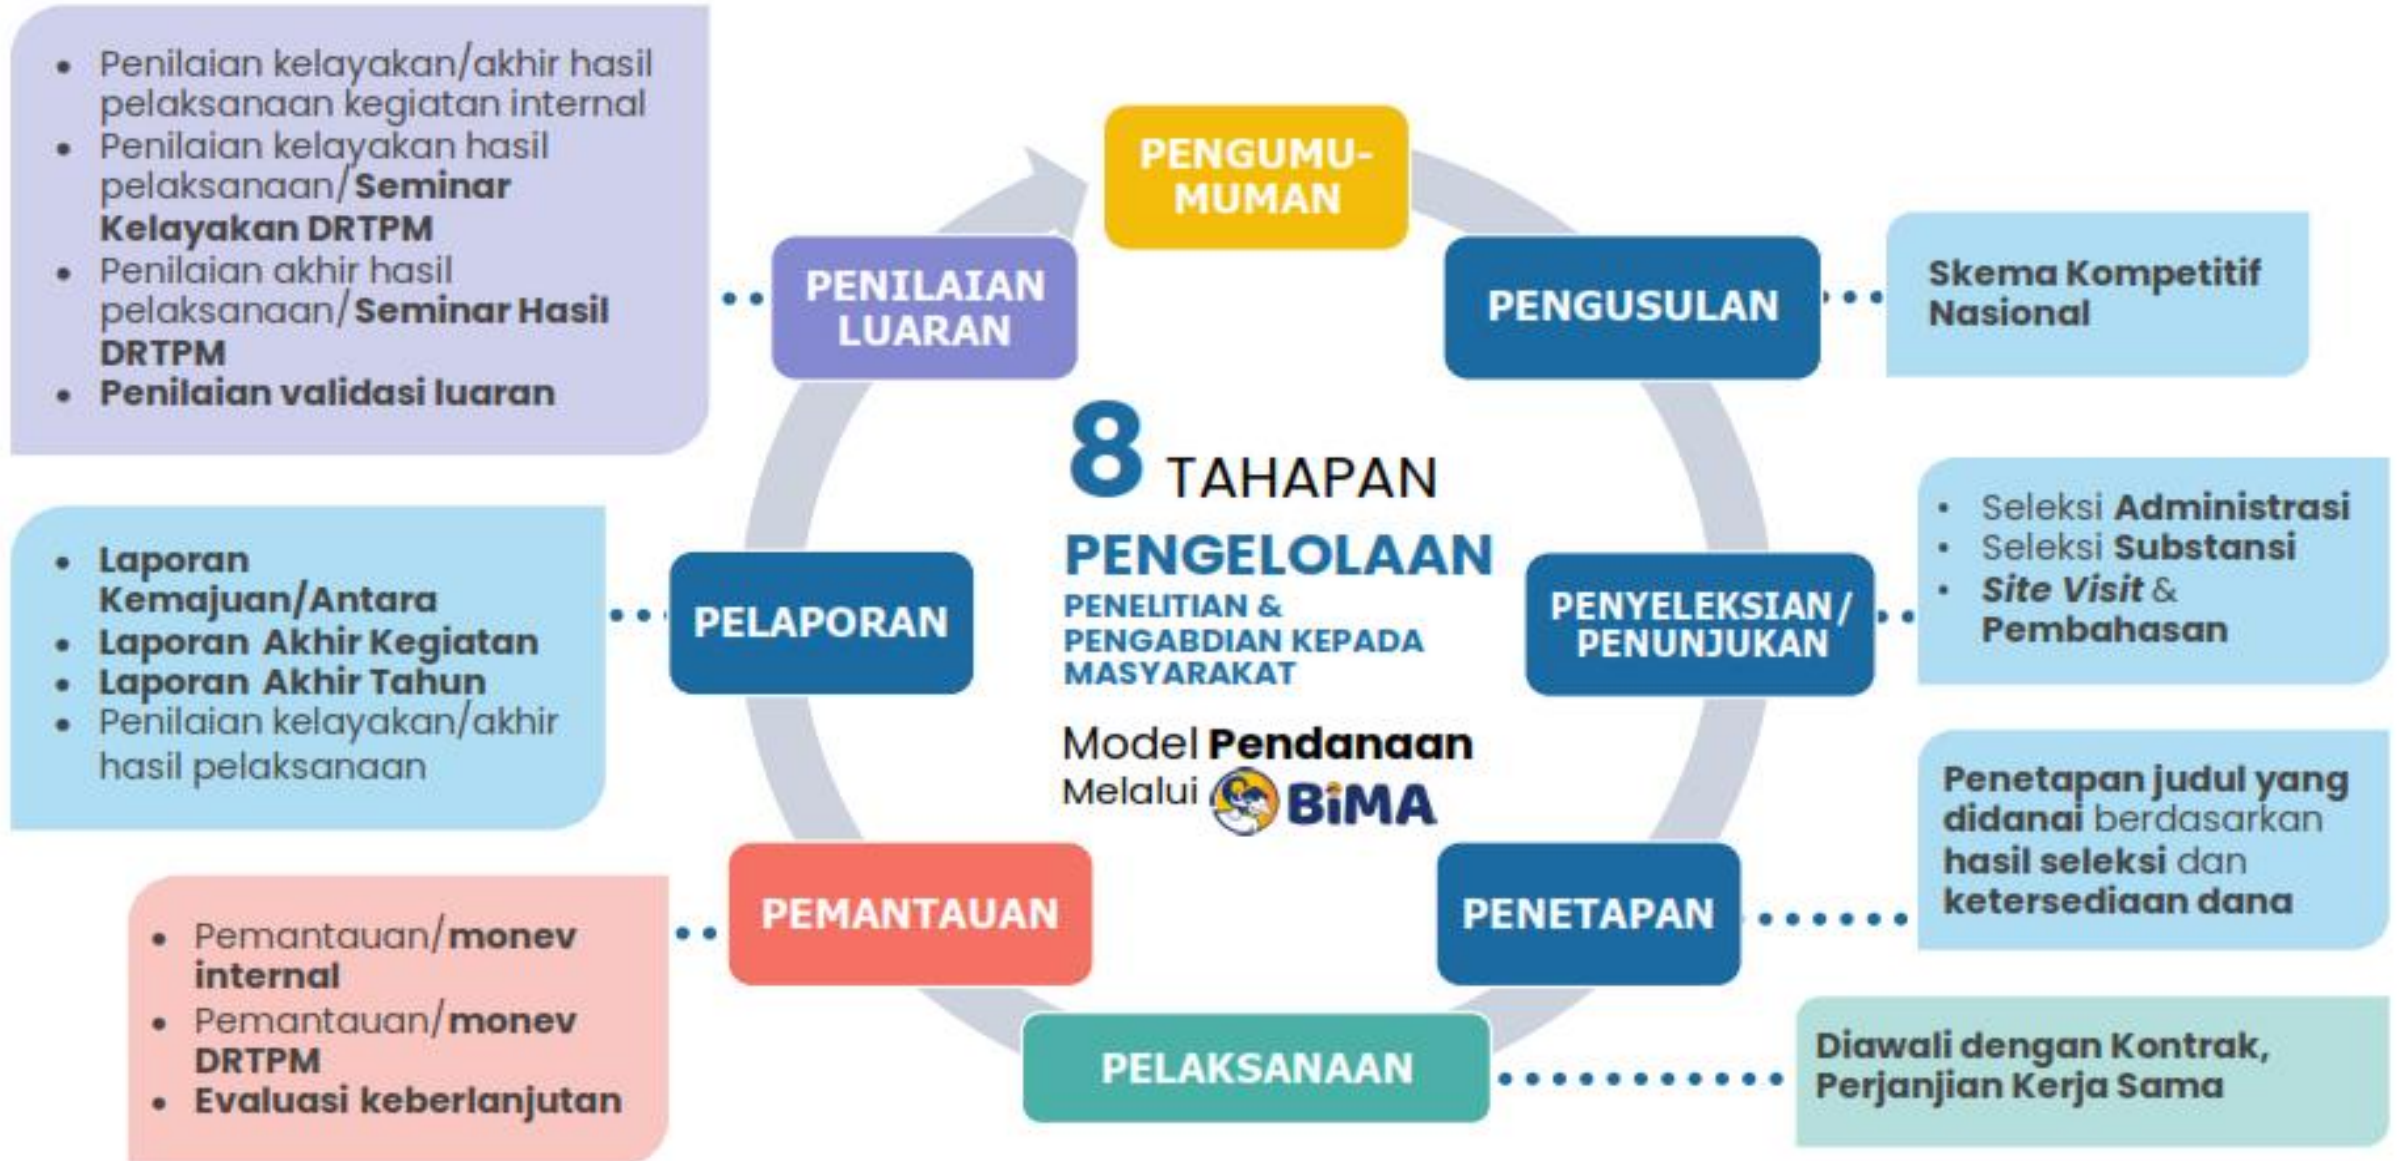 PENGUMU-
MUMAN
PENGUSULAN
Skema Kompetitif
Nasional
PENYELEKSIAN/
PENUNJUKAN
• Seleksi Administrasi
• Seleksi Substansi
• Site Visit &
Pembahasan
PENETAPAN
Penetapan judul yang
didanai berdasarkan
hasil seleksi dan
ketersediaan dana
PELAKSANAAN
Diawali dengan Kontrak,
Perjanjian Kerja Sama
PEMANTAUAN
• Pemantauan/monev
internal
• Pemantauan/monev
DRTPM
• Evaluasi keberlanjutan
PELAPORAN
• Laporan
Kemajuan/Antara
• Laporan Akhir Kegiatan
• Laporan Akhir Tahun
• Penilaian kelayakan/akhir
hasil pelaksanaan
PENILAIAN
LUARAN
• Penilaian kelayakan/akhir hasil
pelaksanaan kegiatan internal
• Penilaian kelayakan hasil
pelaksanaan/Seminar
Kelayakan DRTPM
• Penilaian akhir hasil
pelaksanaan/Seminar Hasil
DRTPM
• Penilaian validasi luaran
8 TAHAPAN
PENGELOLAAN
PENELITIAN &
PENGABDIAN KEPADA
MASYARAKAT
Model Pendanaan
Melalui BiMA